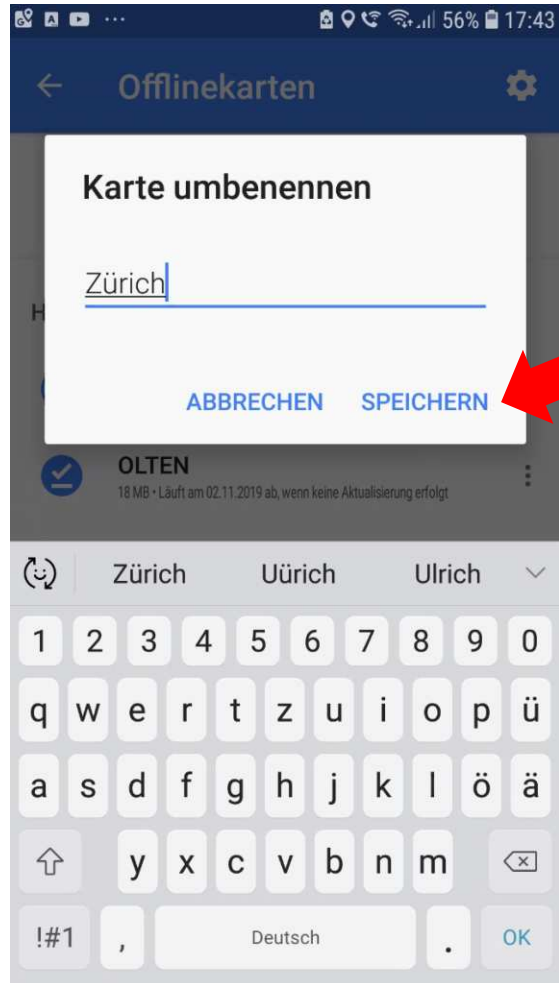 56% 17:43
Offlinekarten
Karte umbenennen
Zürich
H
ABBRECHEN SPEICHERN
OLTEN
18 MB • Läuft am 02.11.2019 ab, wenn keine Aktualisierung erfolgt
Zürich Uürich Ulrich
1 2 3 4 5 6 7 8 9 0
q w e r t z u i o p ü
a s d f g h j k l ö ä
y x c v b n m
!#1 , Deutsch . OK